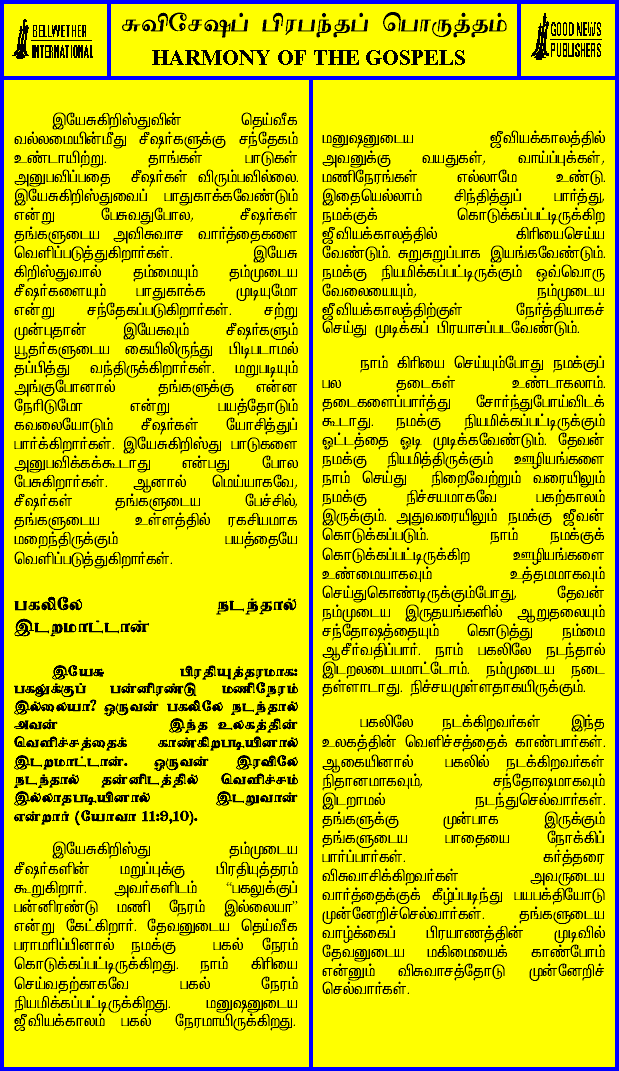 BELLWETHER
INTERNATIONAL
சுவிசேஷப் பிரபந்தப் பொருத்தம்
HARMONY OF THE GOSPELS
GOOD NEWS
PUBLISHERS
இயேசுகிறிஸ்துவின் தெய்வீக
வல்லமையின்மீது சீஷர்களுக்கு சந்தேகம்
உண்டாயிற்று. தாங்கள் பாடுகள்
அனுபவிப்பதை சீஷர்கள் விரும்பவில்லை.
இயேசுகிறிஸ்துவைப் பாதுகாக்கவேண்டும்
என்று பேசுவதுபோல, சீஷர்கள்
தங்களுடைய அவிசுவாச வார்த்தைகளை
வெளிப்படுத்துகிறார்கள். இயேசு
கிறிஸ்துவால் தம்மையும் தம்முடைய
சீஷர்களையும் பாதுகாக்க முடியுமோ
என்று சந்தேகப்படுகிறார்கள். சற்று
முன்புதான் இயேசுவும் சீஷர்களும்
யூதர்களுடைய கையிலிருந்து பிடிபடாமல்
தப்பித்து வந்திருக்கிறார்கள். மறுபடியும்
அங்குபோனால் தங்களுக்கு என்ன
நேரிடுமோ என்று பயத்தோடும்
கவலையோடும் சீஷர்கள் யோசித்துப்
பார்க்கிறார்கள். இயேசுகிறிஸ்து பாடுகளை
அனுபவிக்கக்கூடாது என்பது போல
பேசுகிறார்கள். ஆனால் மெய்யாகவே,
சீஷர்கள் தங்களுடைய பேச்சில்,
தங்களுடைய உள்ளத்தில் ரகசியமாக
மறைந்திருக்கும் பயத்தையே
வெளிப்படுத்துகிறார்கள்.
பகலிலே நடந்தால்
இடறமாட்டான்
இயேசு பிரதியுத்தரமாக:
பகலுக்குப் பன்னிரண்டு மணிநேரம்
இல்லையா? ஒருவன் பகலிலே நடந்தால்
அவன் இந்த உலகத்தின்
வெளிச்சத்தைக் காண்கிறபடியினால்
இடறமாட்டான். ஒருவன் இரவிலே
நடந்தால் தன்னிடத்தில் வெளிச்சம்
இல்லாதபடியினால் இடறுவான்
என்றார் (யோவா 11:9,10).
இயேசுகிறிஸ்து தம்முடைய
சீஷர்களின் மறுப்புக்கு பிரதியுத்தரம்
கூறுகிறார். அவர்களிடம் “பகலுக்குப்
பன்னிரண்டு மணி நேரம் இல்லையா”
என்று கேட்கிறார். தேவனுடைய தெய்வீக
பராமரிப்பினால் நமக்கு பகல் நேரம்
கொடுக்கப்பட்டிருக்கிறது. நாம் கிரியை
செய்வதற்காகவே பகல் நேரம்
நியமிக்கப்பட்டிருக்கிறது. மனுஷனுடைய
ஜீவியக்காலம் பகல் நேரமாயிருக்கிறது.
மனுஷனுடைய ஜீவியக்காலத்தில்
அவனுக்கு வயதுகள், வாய்ப்புக்கள்,
மணிநேரங்கள் எல்லாமே உண்டு.
இதையெல்லாம் சிந்தித்துப் பார்த்து,
நமக்குக் கொடுக்கப்பட்டிருக்கிற
ஜீவியக்காலத்தில் கிரியைசெய்ய
வேண்டும். சுறுசுறுப்பாக இயங்கவேண்டும்.
நமக்கு நியமிக்கப்பட்டிருக்கும் ஒவ்வொரு
வேலையையும், நம்முடைய
ஜீவியக்காலத்திற்குள் நேர்த்தியாகச்
செய்து முடிக்கப் பிரயாசப்படவேண்டும்.
நாம் கிரியை செய்யும்போது நமக்குப்
பல தடைகள் உண்டாகலாம்.
தடைகளைப்பார்த்து சோர்ந்துபோய்விடக்
கூடாது. நமக்கு நியமிக்கப்பட்டிருக்கும்
ஓட்டத்தை ஓடி முடிக்கவேண்டும். தேவன்
நமக்கு நியமித்திருக்கும் ஊழியங்களை
நாம் செய்து நிறைவேற்றும் வரையிலும்
நமக்கு நிச்சயமாகவே பகற்காலம்
இருக்கும். அதுவரையிலும் நமக்கு ஜீவன்
கொடுக்கப்படும். நாம் நமக்குக்
கொடுக்கப்பட்டிருக்கிற ஊழியங்களை
உண்மையாகவும் உத்தமமாகவும்
செய்துகொண்டிருக்கும்போது, தேவன்
நம்முடைய இருதயங்களில் ஆறுதலையும்
சந்தோஷத்தையும் கொடுத்து நம்மை
ஆசீர்வதிப்பார். நாம் பகலிலே நடந்தால்
இடறலடையமாட்டோம். நம்முடைய நடை
தள்ளாடாது. நிச்சயமுள்ளதாகயிருக்கும்.
பகலிலே நடக்கிறவர்கள் இந்த
உலகத்தின் வெளிச்சத்தைக் காண்பார்கள்.
ஆகையினால் பகலில் நடக்கிறவர்கள்
நிதானமாகவும், சந்தோஷமாகவும்
இடறாமல் நடந்துசெல்வார்கள்.
தங்களுக்கு முன்பாக இருக்கும்
தங்களுடைய பாதையை நோக்கிப்
பார்ப்பார்கள். கர்த்தரை
விசுவாசிக்கிறவர்கள் அவருடைய
வார்த்தைக்குக் கீழ்ப்படிந்து பயபக்தியோடு
முன்னேறிச்செல்வார்கள். தங்களுடைய
வாழ்க்கைப் பிரயாணத்தின் முடிவில்
தேவனுடைய மகிமையைக் காண்போம்
என்னும் விசுவாசத்தோடு முன்னேறிச்
செல்வார்கள்.